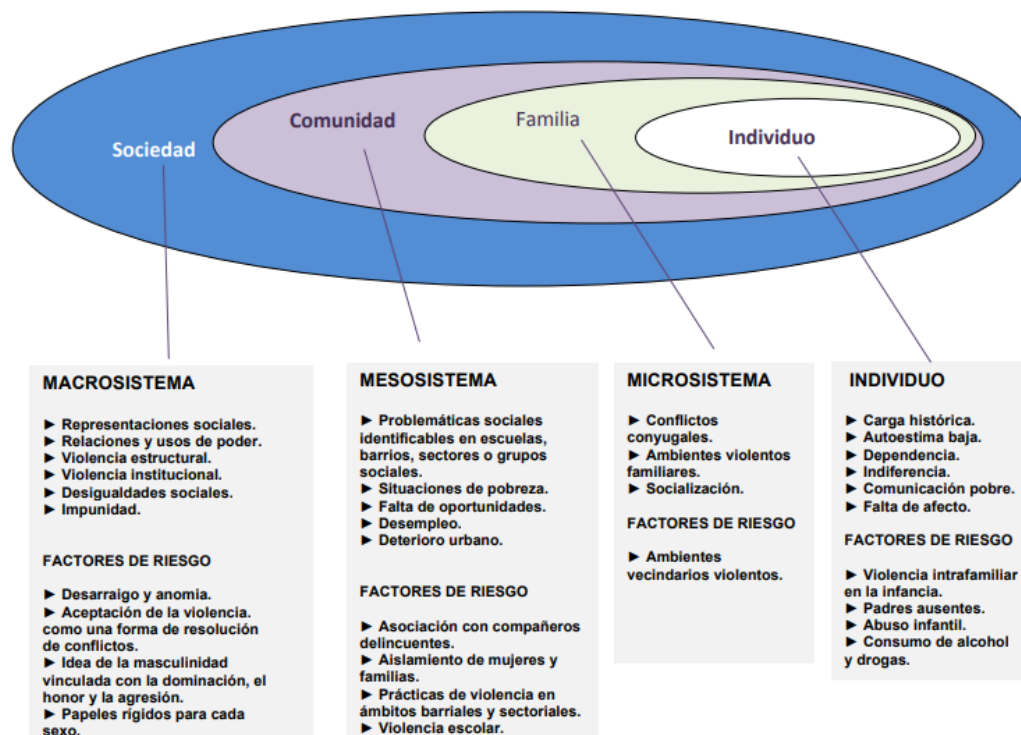 Sociedad
Comunidad
Familia
Individuo
MACROSISTEMA
► Representaciones sociales.
► Relaciones y usos de poder.
► Violencia estructural.
► Violencia institucional.
► Desigualdades sociales.
► Impunidad.
FACTORES DE RIESGO
► Desarraigo y anomia.
► Aceptación de la violencia.
como una forma de resolución
de conflictos.
► Idea de la masculinidad
vinculada con la dominación, el
honor y la agresión.
► Papeles rígidos para cada
sexo.
MESOSISTEMA
► Problemáticas sociales
identificables en escuelas,
barrios, sectores o grupos
sociales.
► Situaciones de pobreza.
► Falta de oportunidades.
► Desempleo.
► Deterioro urbano.
FACTORES DE RIESGO
► Asociación con compañeros
delincuentes.
► Aislamiento de mujeres y
familias.
► Prácticas de violencia en
ámbitos barriales y sectoriales.
► Violencia escolar.
MICROSISTEMA
► Conflictos
conyugales.
► Ambientes violentos
familiares.
► Socialización.
FACTORES DE RIESGO
► Ambientes
vecindarios violentos.
INDIVIDUO
► Carga histórica.
► Autoestima baja.
► Dependencia.
► Indiferencia.
► Comunicación pobre.
► Falta de afecto.
FACTORES DE RIESGO
► Violencia intrafamiliar
en la infancia.
► Padres ausentes.
► Abuso infantil.
► Consumo de alcohol
y drogas.